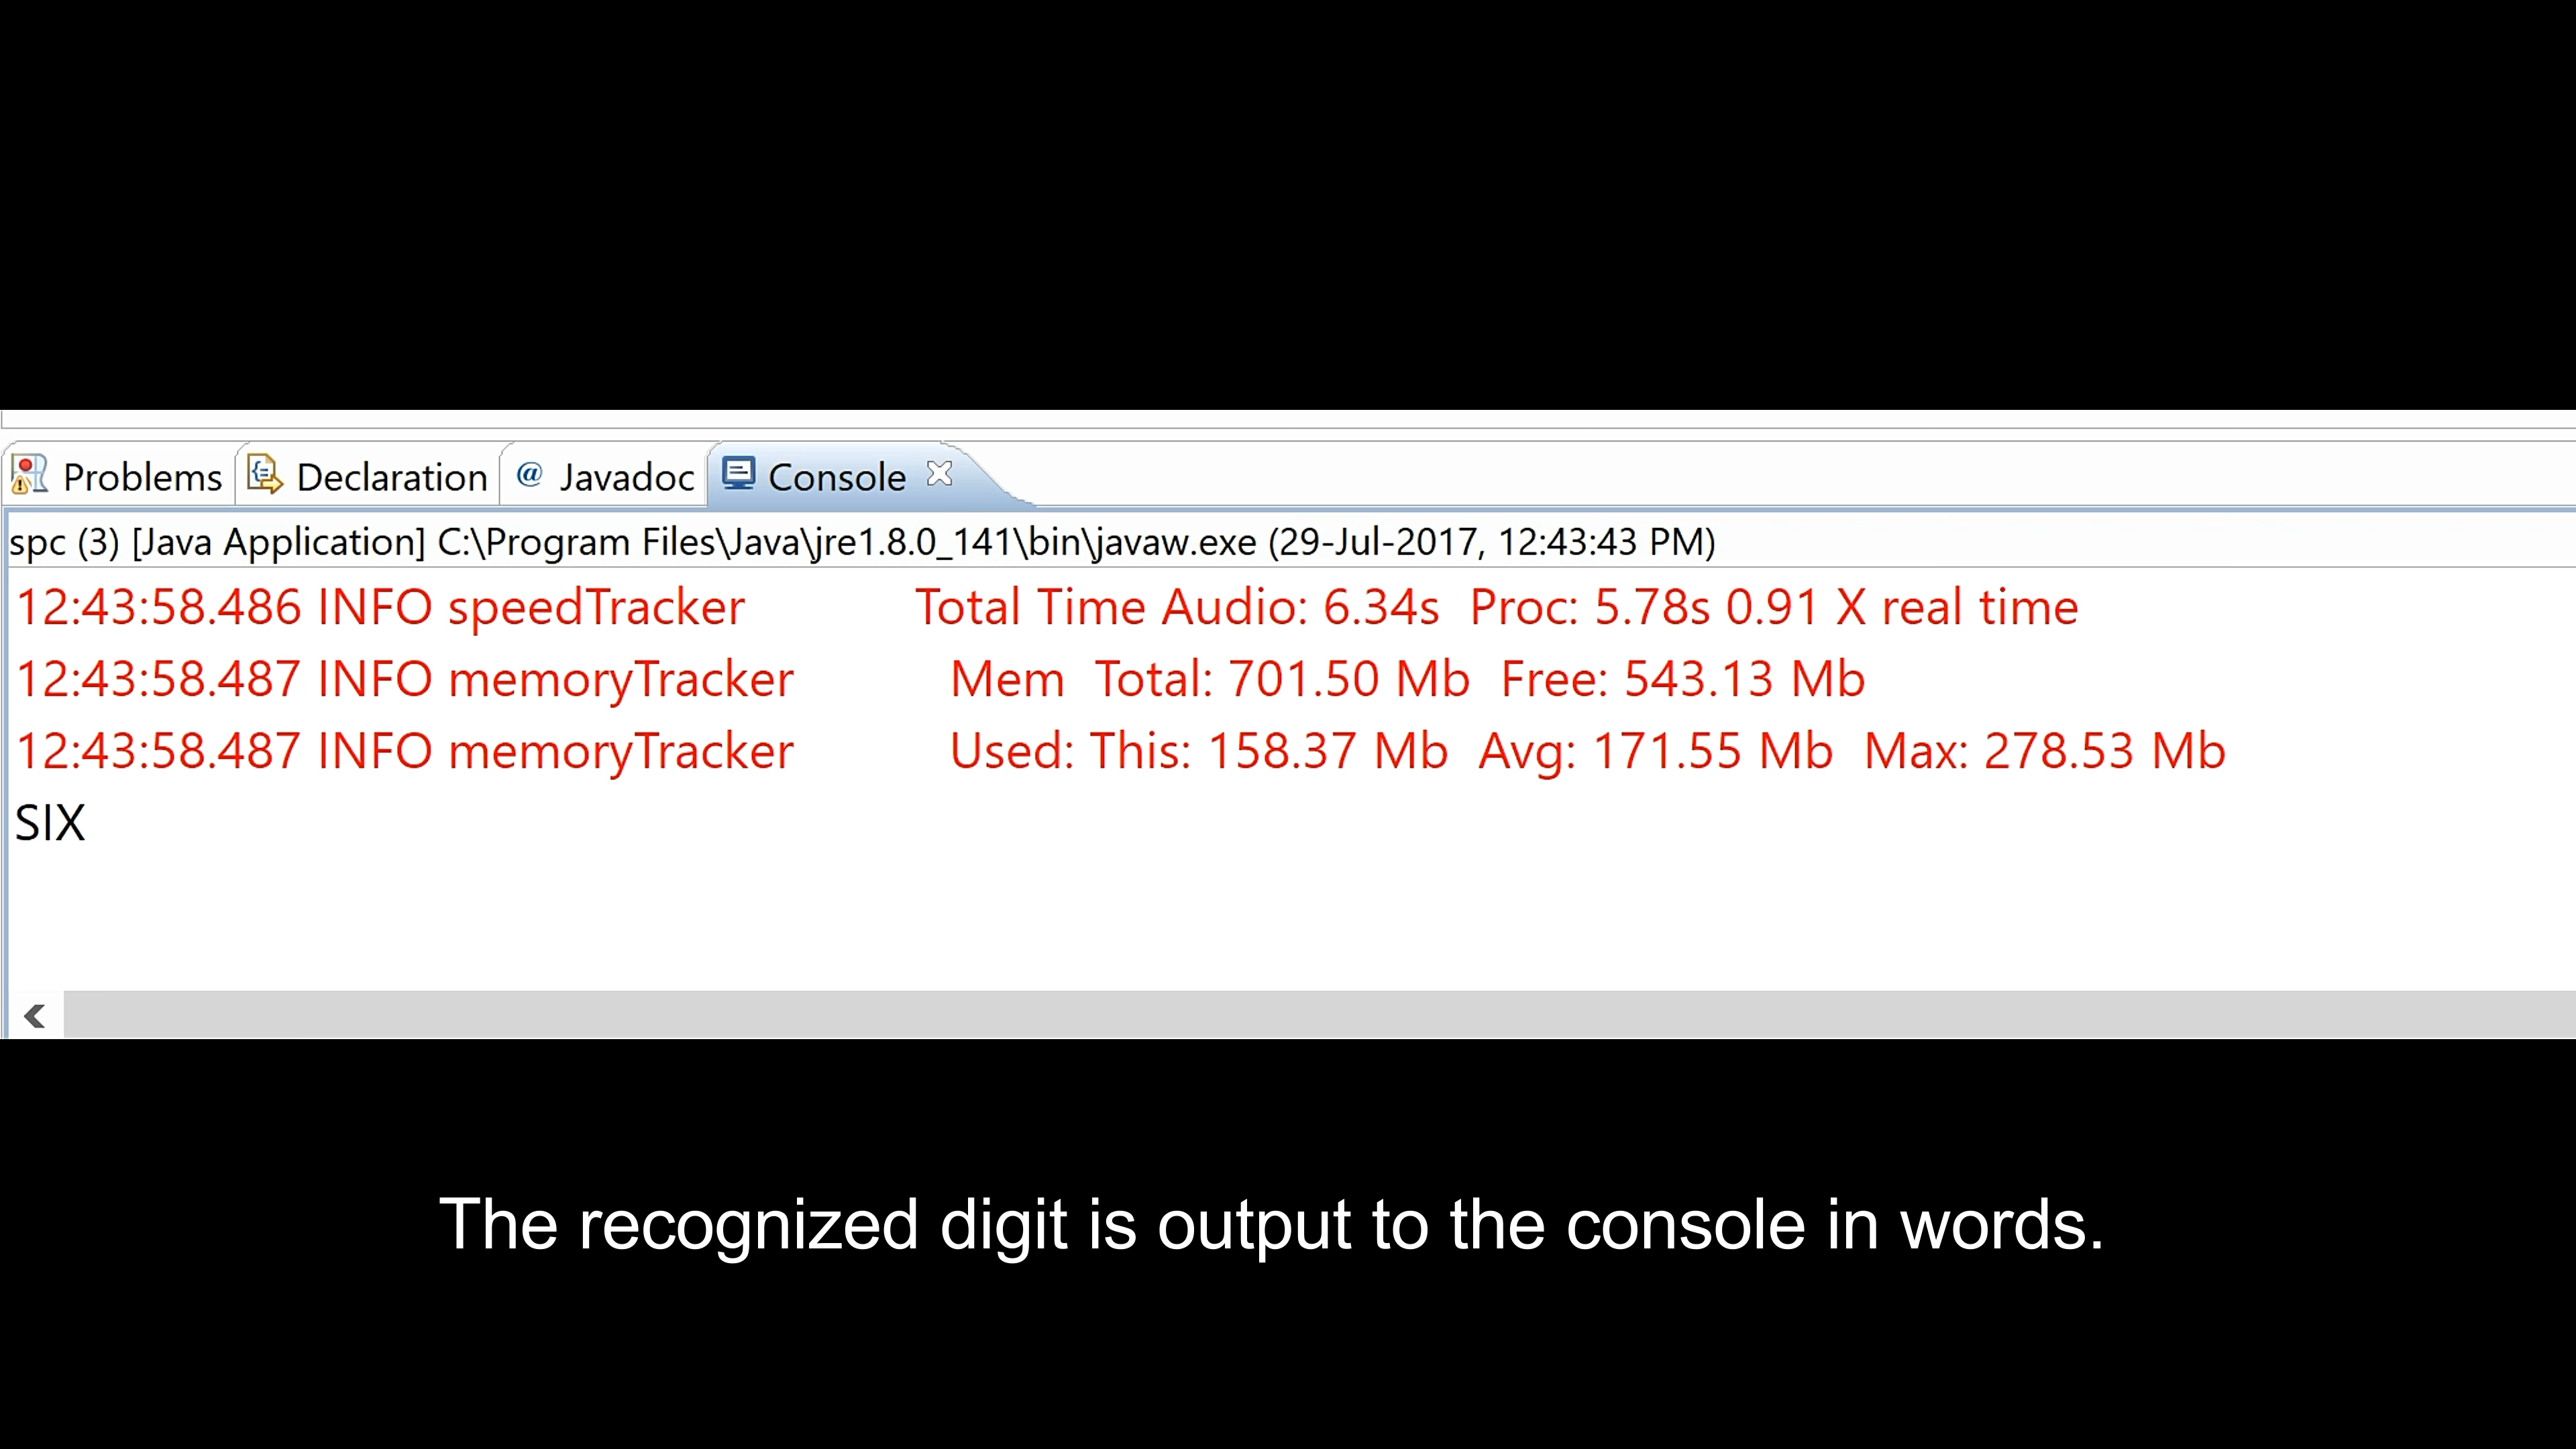 Problems Declaration @ Javadoc Console
spc (3) [Java Application] C:\Program Files\Java\jre1.8.0_141\bin\javaw.exe (29-Jul-2017, 12:43:43 PM)
12:43:58.486 INFO speedTracker Total Time Audio: 6.34s Proc: 5.78s 0.91 X real time
12:43:58.487 INFO memoryTracker Mem Total: 701.50 Mb Free: 543.13 Mb
12:43:58.487 INFO memoryTracker Used: This: 158.37 Mb Avg: 171.55 Mb Max: 278.53 Mb
SIX
The recognized digit is output to the console in words.